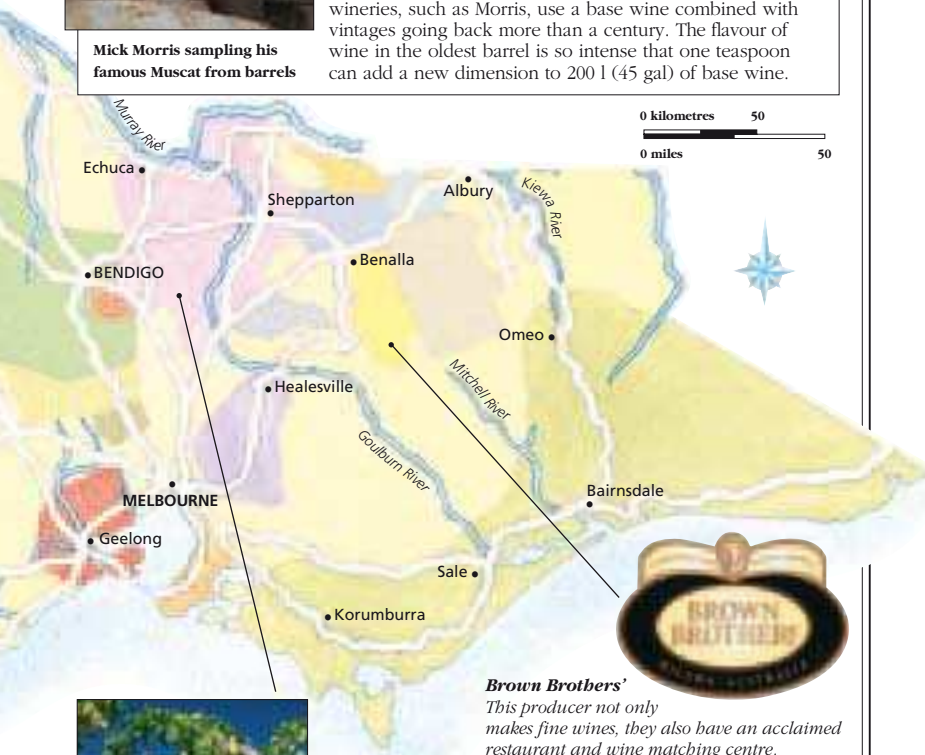 wineries, such as Morris, use a base wine combined with
vintages going back more than a century. The flavour of
wine in the oldest barrel is so intense that one teaspoon
can add a new dimension to 200 l (45 gal) of base wine.
Mick Morris sampling his
famous Muscat from barrels
0 kilometres 50
0 miles 50
Murray River
Echuca
Albury
Kiewa River
Shepparton
Benalla
BENDIGO
Omeo
Mitchell River
Healesville
Goulburn River
MELBOURNE
Bairnsdale
Geelong
Sale
Korumburra
BROWN
BROTHERS
Brown Brothers'
This producer not only
makes fine wines, they also have an acclaimed
restaurant and wine matching centre.